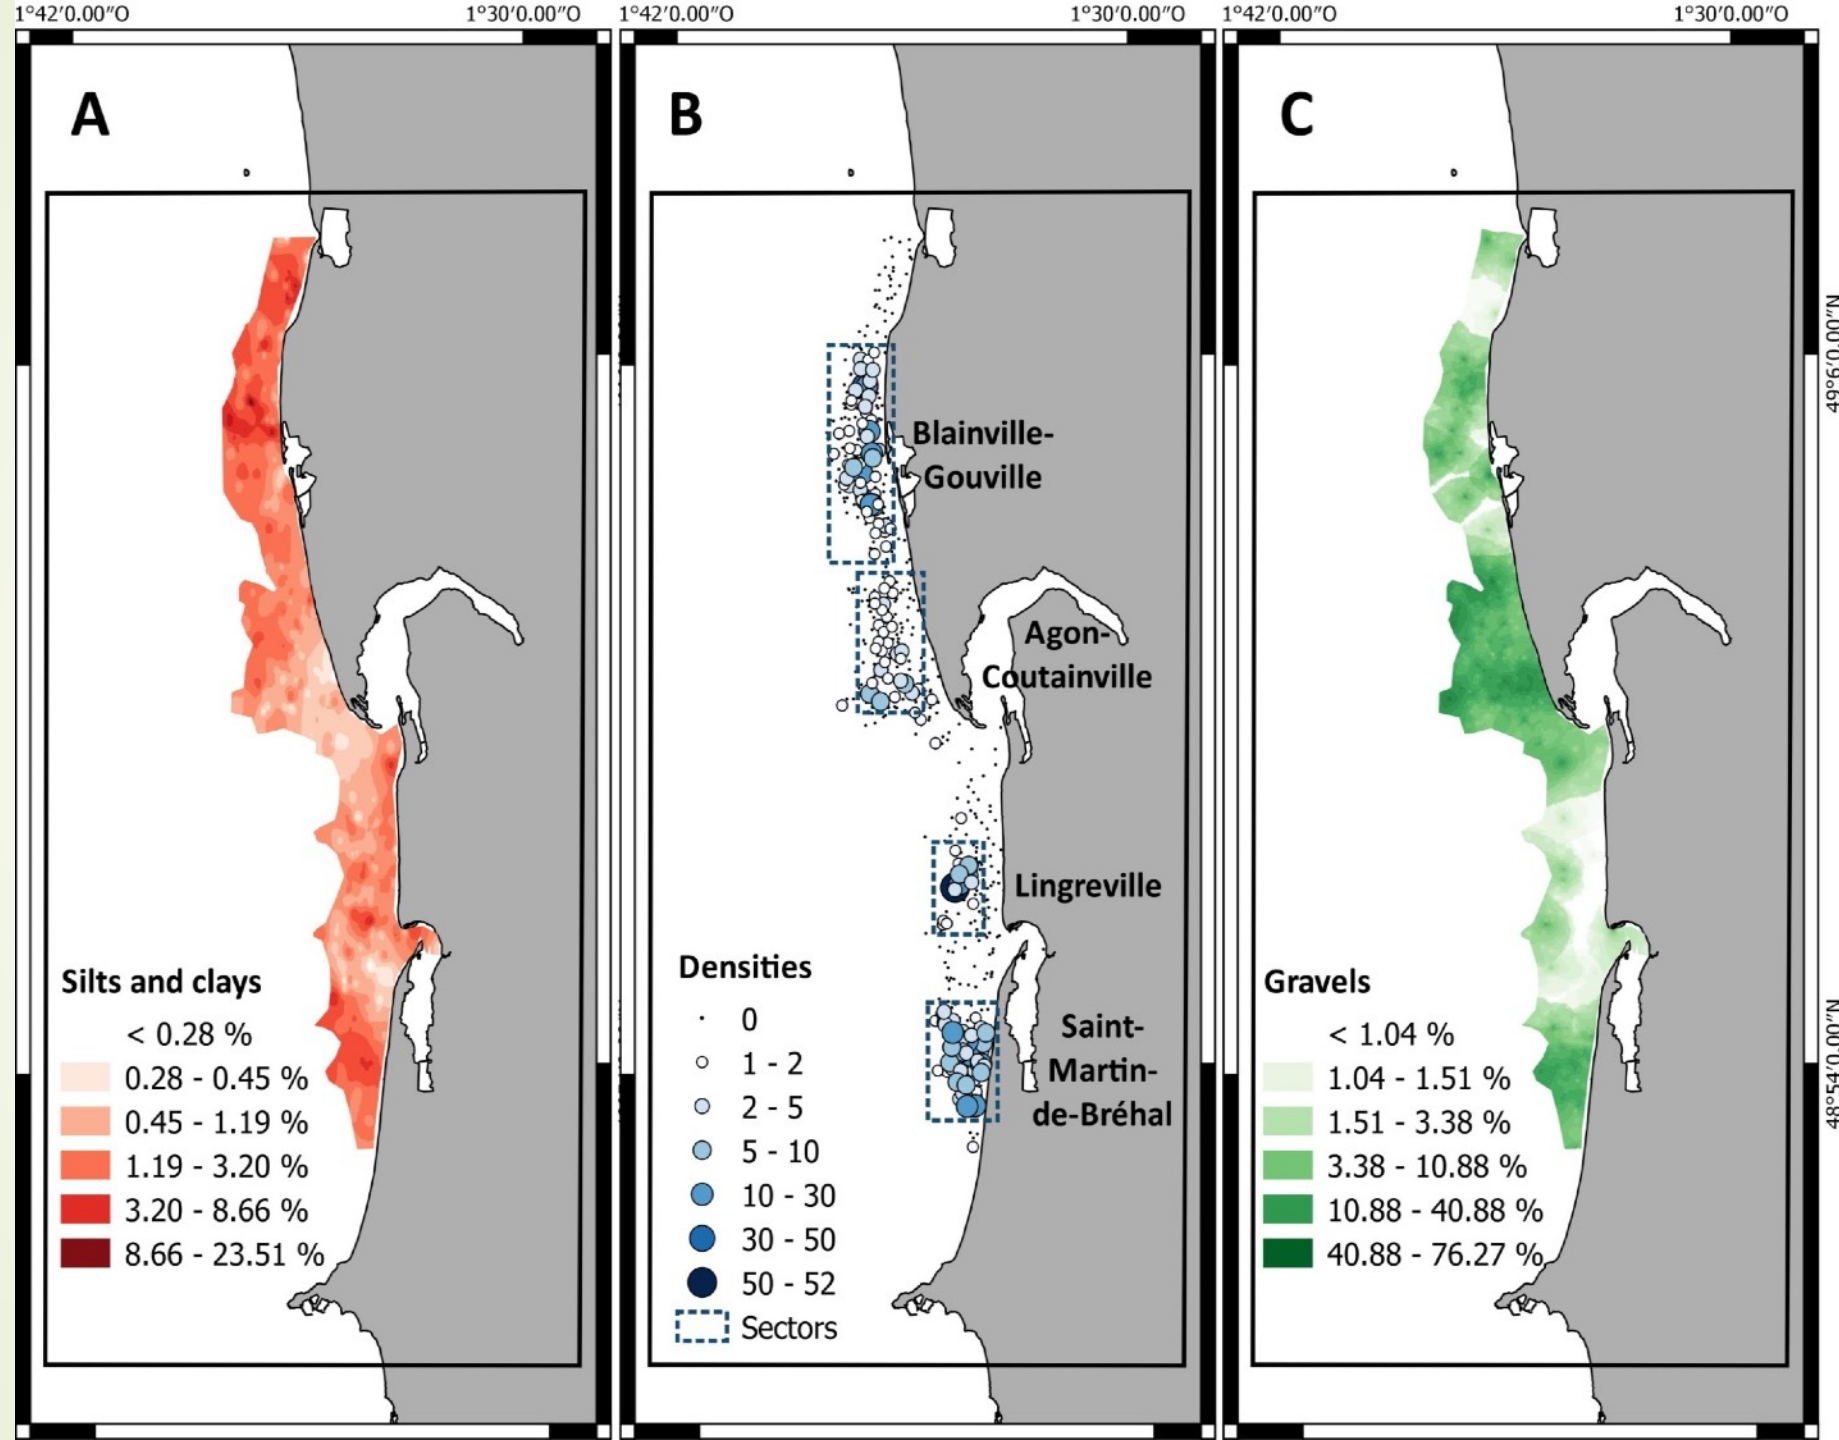 1°42′0.00″O
1°30′0.00″O
1°42′0.00″O
1°30′0.00″O
1°42′0.00″O
1°30′0.00″O
A
Silts and clays
< 0.28 %
0.28 - 0.45 %
0.45 - 1.19 %
1.19 - 3.20 %
3.20 - 8.66 %
8.66 - 23.51 %
B
Blainville-
Gouville
Agon-
Coutainville
Lingreville
Saint-
Martin-
de-Bréhal
Densities
0
1 - 2
2 - 5
5 - 10
10 - 30
30 - 50
50 - 52
Sectors
C
Gravels
< 1.04 %
1.04 - 1.51 %
1.51 - 3.38 %
3.38 - 10.88 %
10.88 - 40.88 %
40.88 - 76.27 %
49°6′0.00″N
48°54′0.00″N